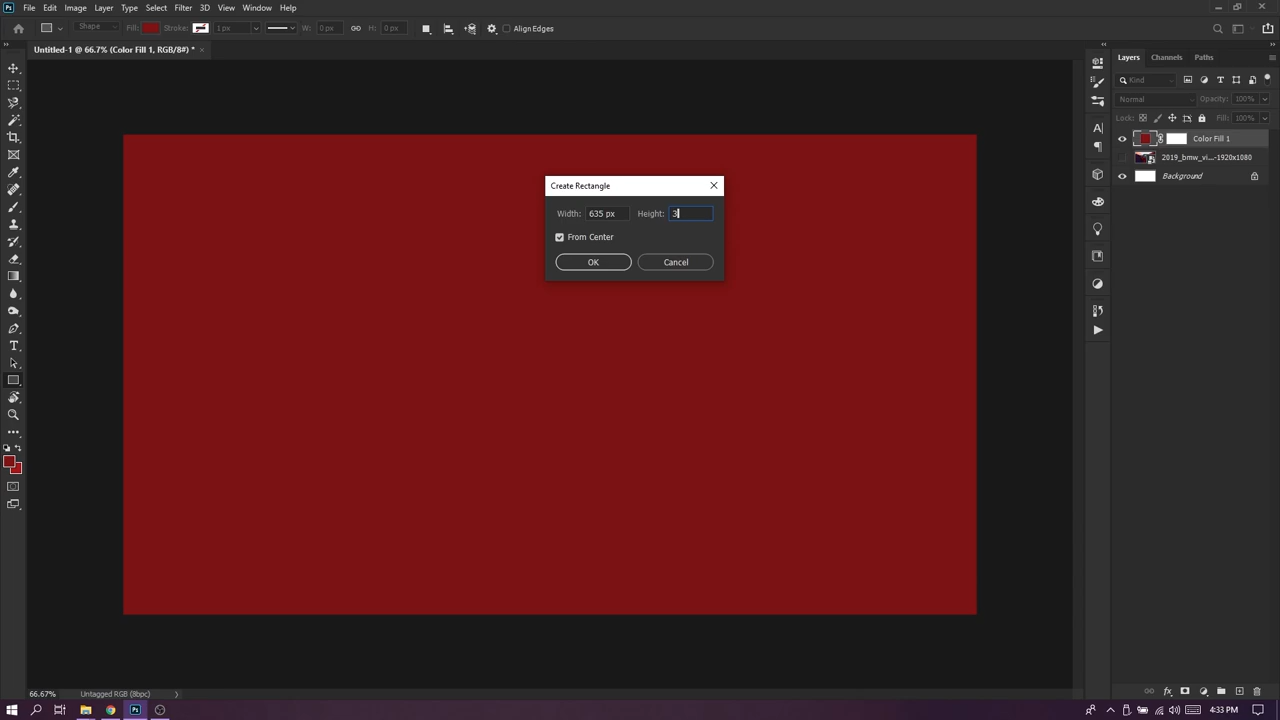 Ps File Edit Image Layer Type Select Filter 3D View Window Help
Shape Fill: Stroke: 1 px W: 0 px H: 0 px Align Edges
Untitled-1 @ 66.7% (Color Fill 1, RGB/8#) * ×
Layers Channels Paths
Kind
Normal Opacity: 100%
Lock: Fill: 100%
Color Fill 1
2019_bmw_vi...-1920x1080
Background
Create Rectangle
Width: 635 px Height: 3
From Center
OK Cancel
66.67% Untagged RGB (8bpc)
Ps 4:33 PM